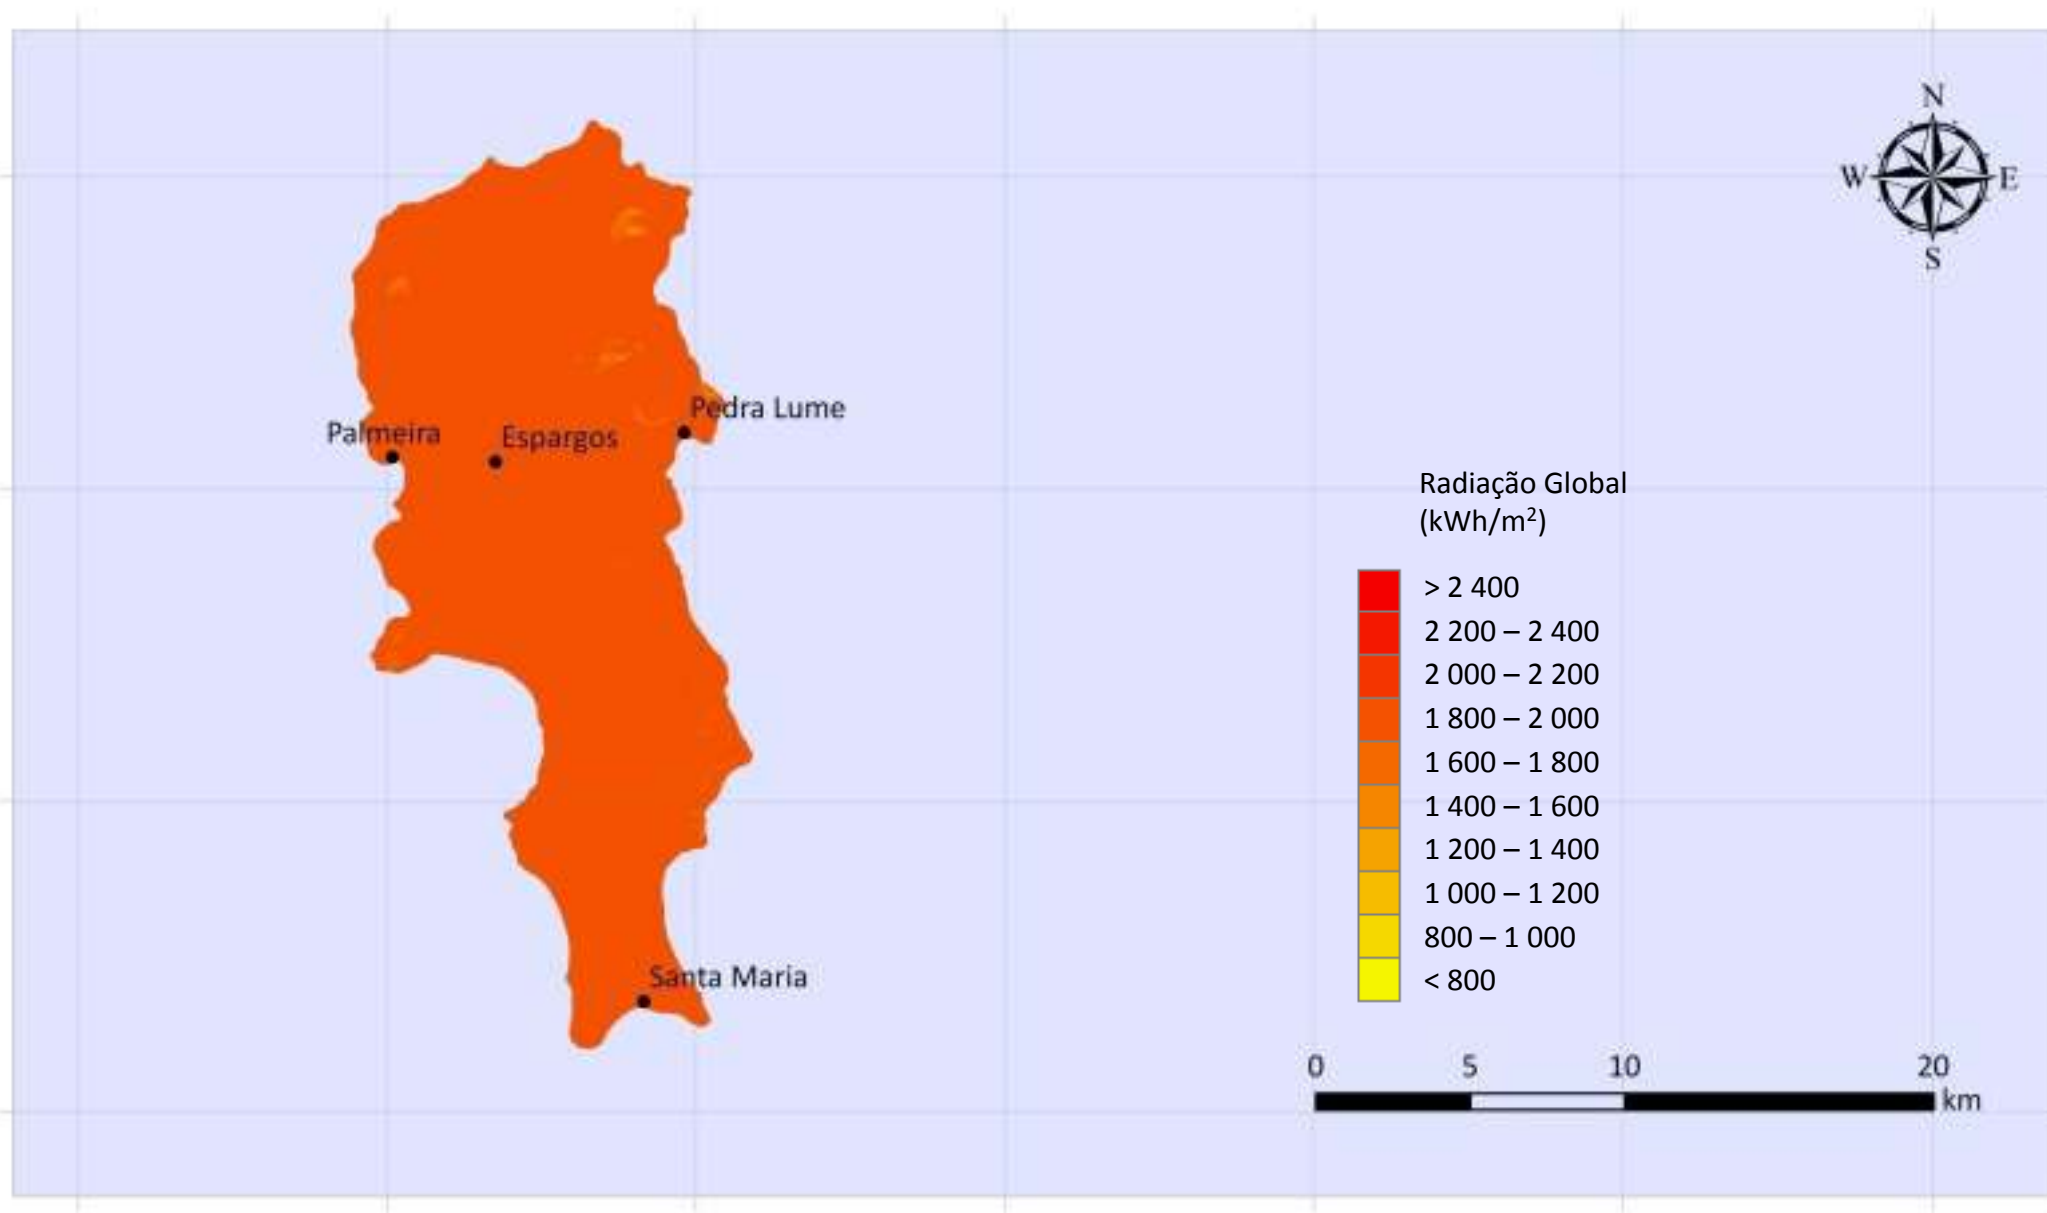 N
W E
S
Pedra Lume
Palmeira
Espargos
Radiação Global
(kWh/m²)
> 2 400
2 200 – 2 400
2 000 – 2 200
1 800 – 2 000
1 600 – 1 800
1 400 – 1 600
1 200 – 1 400
1 000 – 1 200
800 – 1 000
< 800
Santa Maria
0 5 10 20
km